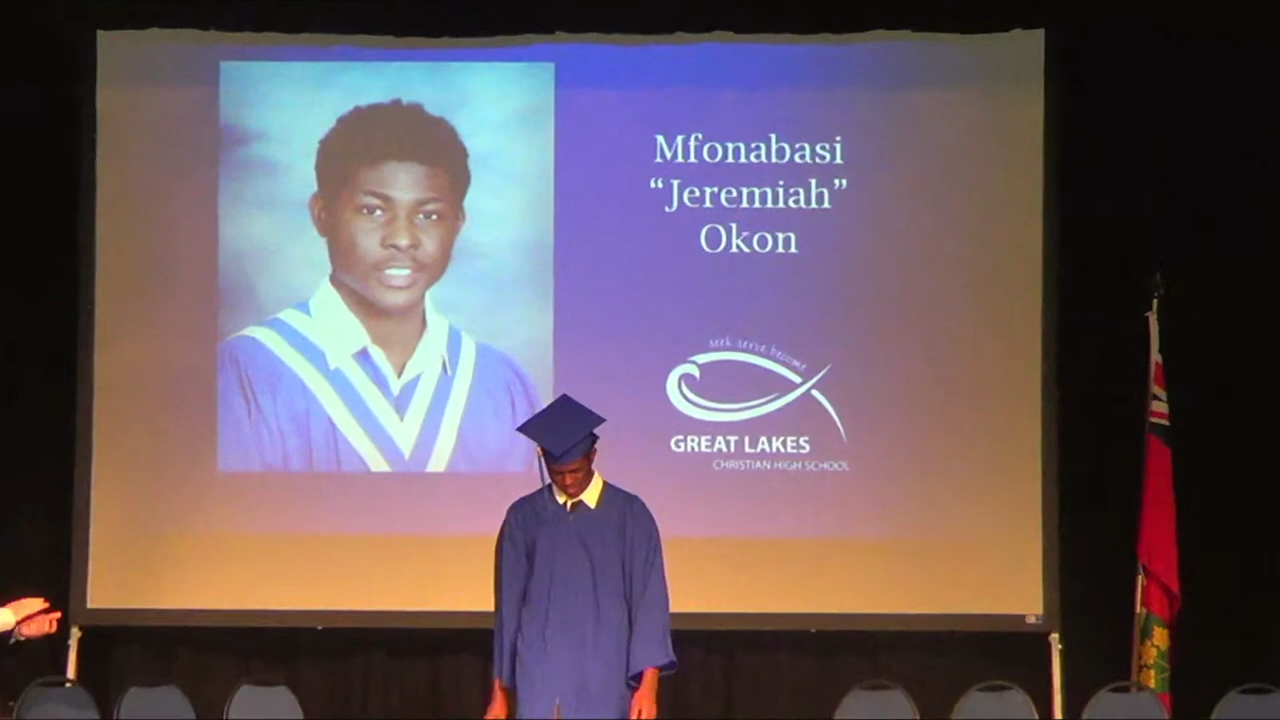 Mfonabasi
“Jeremiah”
Okon
seek serve become
GREAT LAKES
CHRISTIAN HIGH SCHOOL